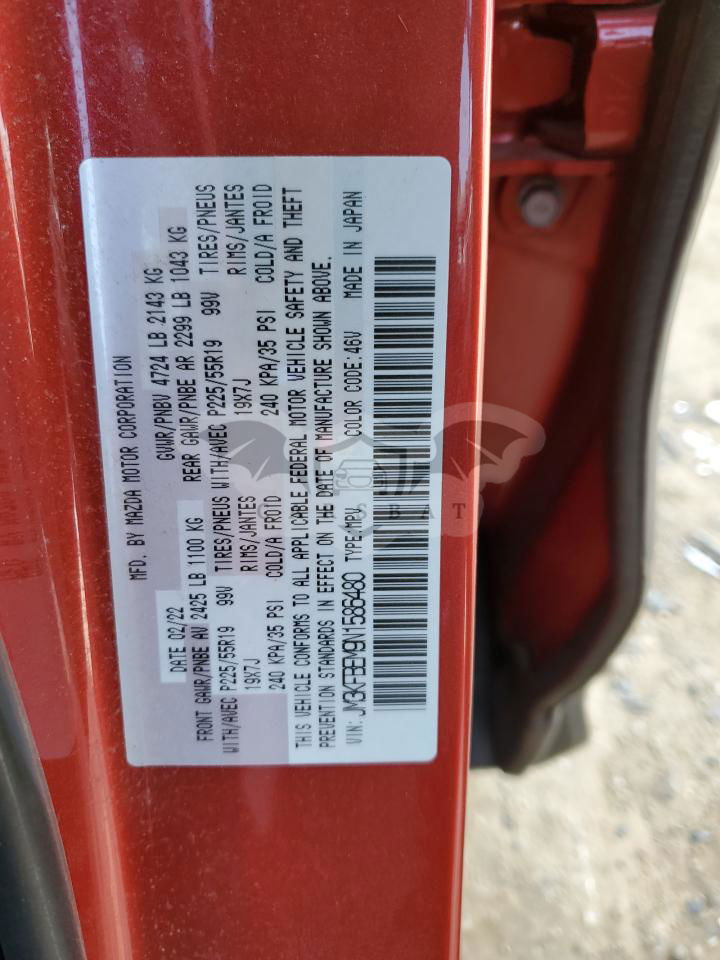 MFD. BY MAZDA MOTOR CORPORATION
DATE 02/22 GVWR/PNBV 4724 LB 2143 KG
FRONT GAWR/PNBE AV 2425 LB 1100 KG REAR GAWR/PNBE AR 2299 LB 1043 KG
WITH/AVEC P225/55R19 99V TIRES/PNEUS WITH/AVEC P225/55R19 99V TIRES/PNEUS
19X7J RIMS/JANTES 19X7J RIMS/JANTES
240 KPA/35 PSI COLD/A FROID 240 KPA/35 PSI COLD/A FROID
THIS VEHICLE CONFORMS TO ALL APPLICABLE FEDERAL MOTOR VEHICLE SAFETY AND THEFT
PREVENTION STANDARDS IN EFFECT ON THE DATE OF MANUFACTURE SHOWN ABOVE.
VIN: JM3KFBEM9N1586480 TYPE:MPV COLOR CODE:46V MADE IN JAPAN